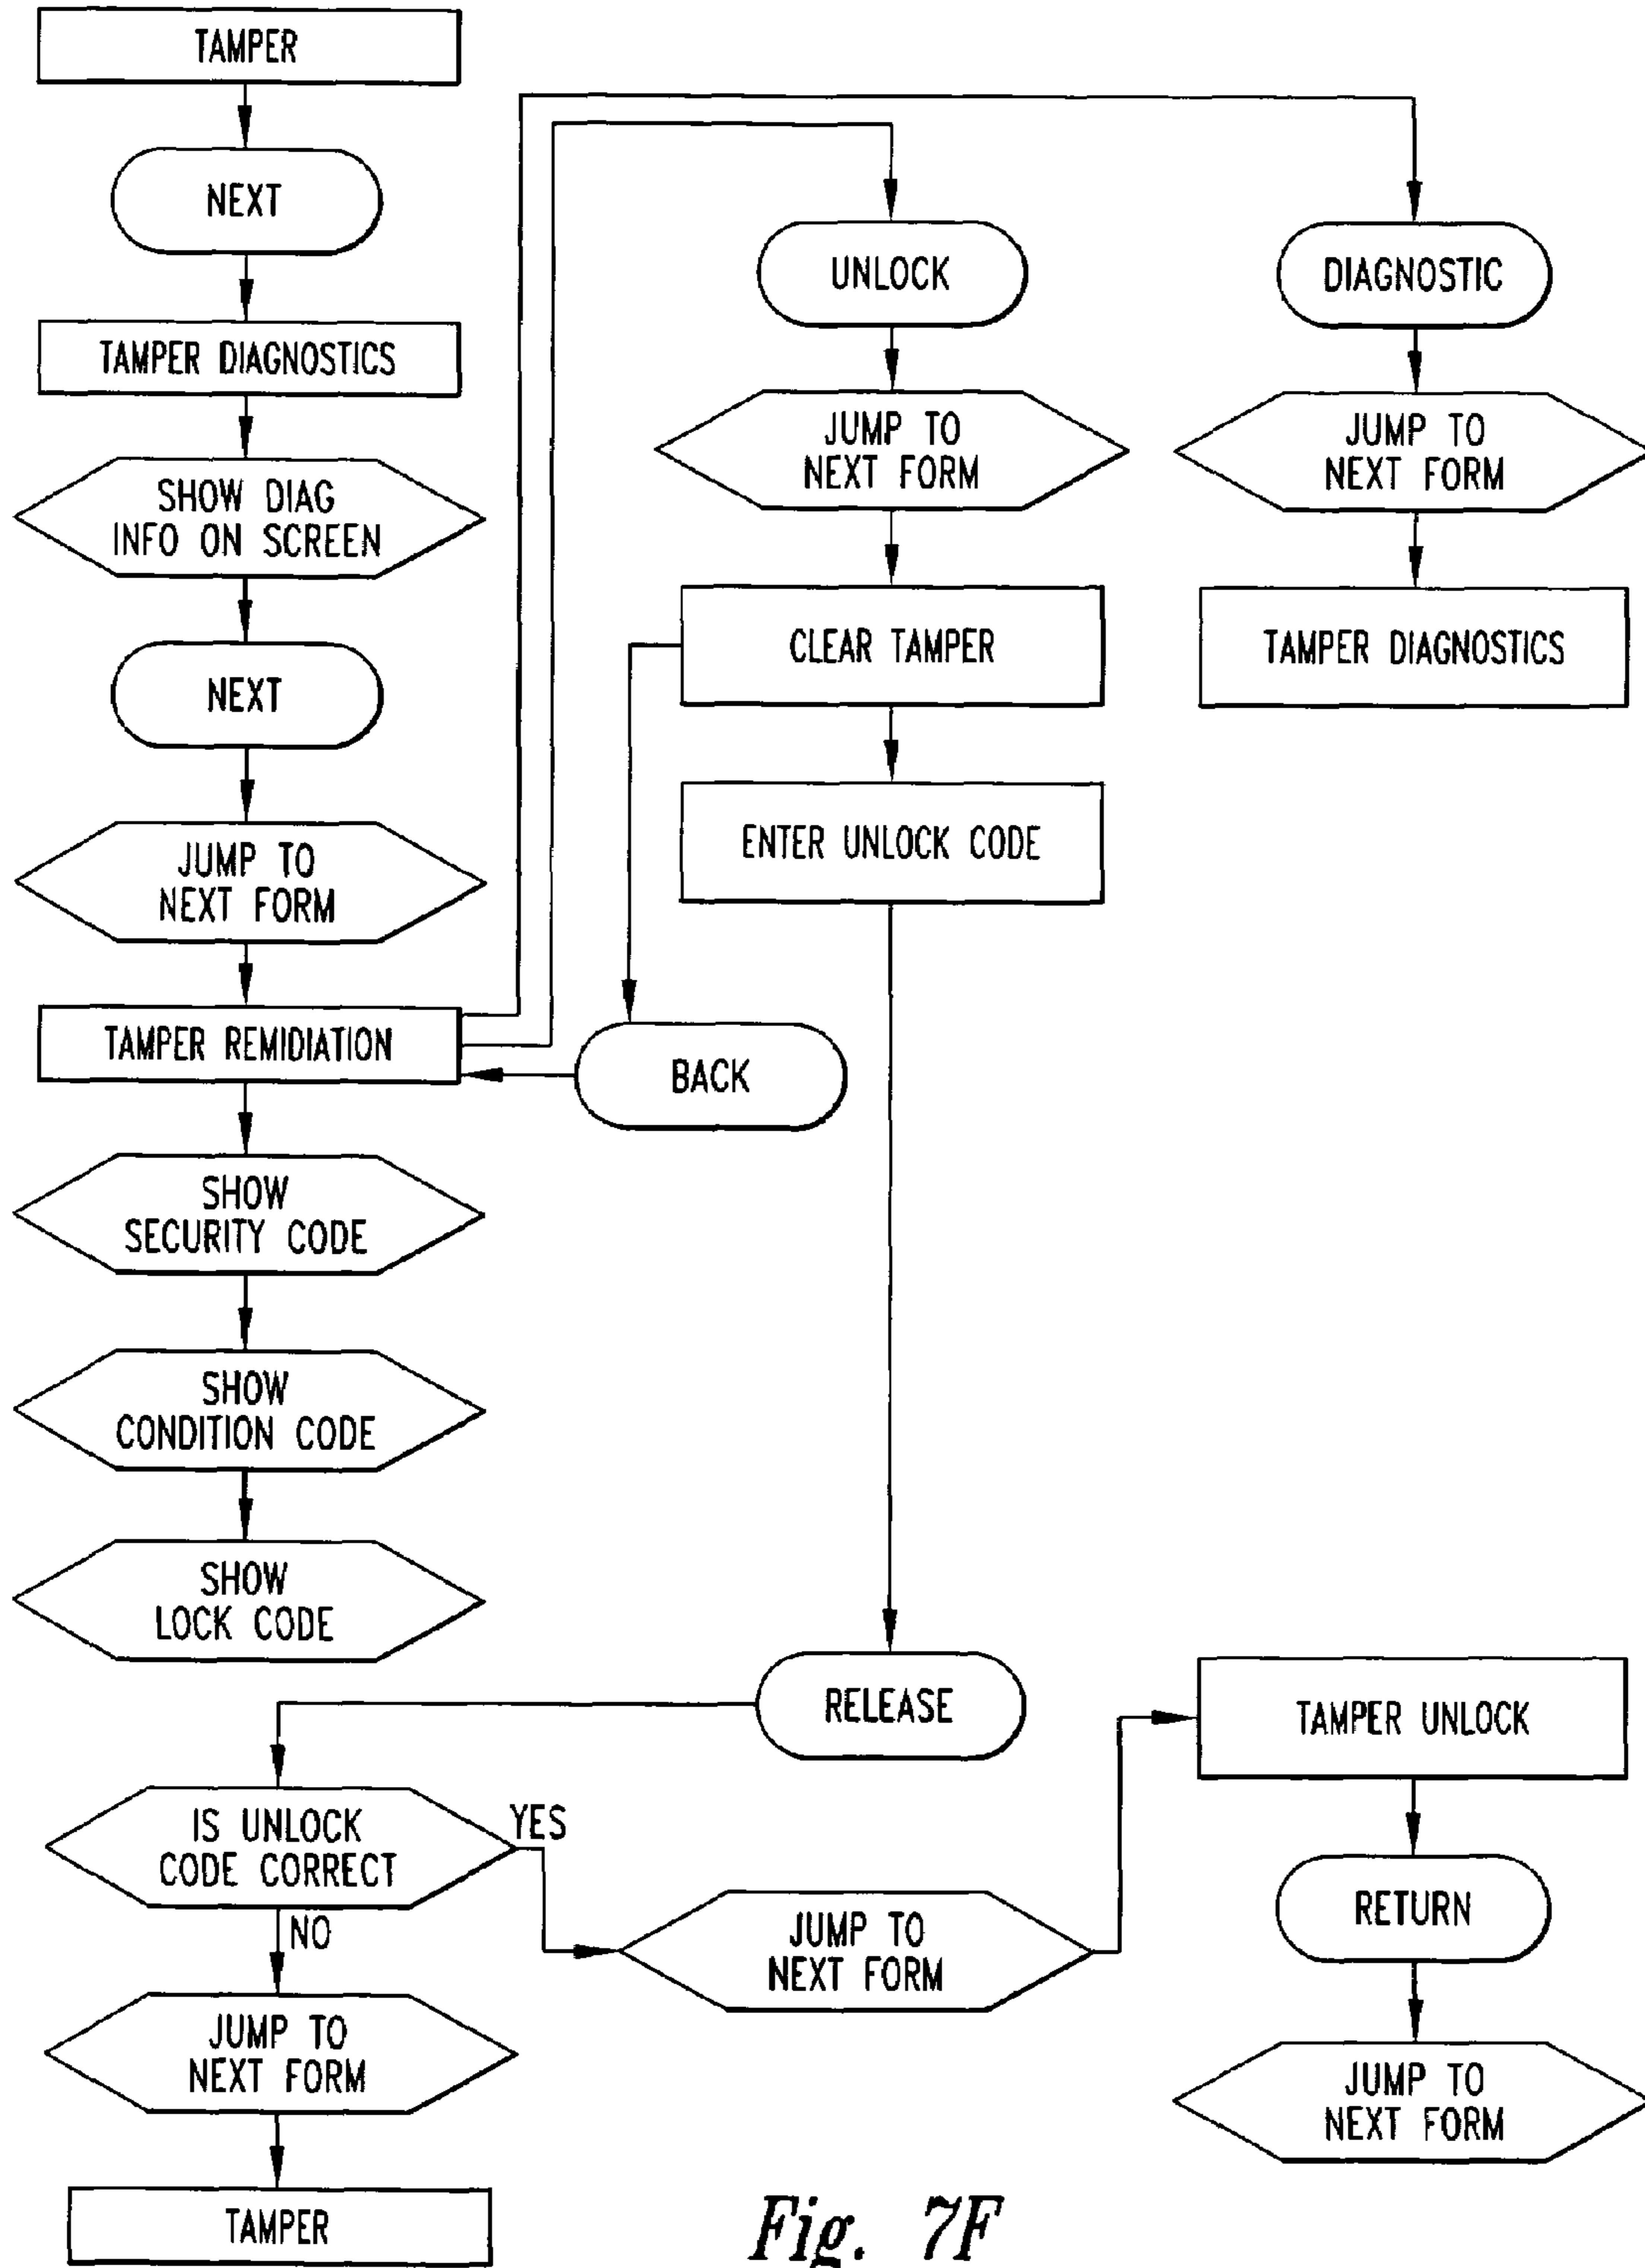 TAMPER
NEXT
TAMPER DIAGNOSTICS
SHOW DIAG
INFO ON SCREEN
NEXT
JUMP TO
NEXT FORM
TAMPER REMIDIATION
SHOW
SECURITY CODE
SHOW
CONDITION CODE
SHOW
LOCK CODE
UNLOCK
JUMP TO
NEXT FORM
CLEAR TAMPER
ENTER UNLOCK CODE
BACK
DIAGNOSTIC
JUMP TO
NEXT FORM
TAMPER DIAGNOSTICS
RELEASE
IS UNLOCK
CODE CORRECT
YES
NO
JUMP TO
NEXT FORM
TAMPER
JUMP TO
NEXT FORM
TAMPER UNLOCK
RETURN
JUMP TO
NEXT FORM
Fig. 7F